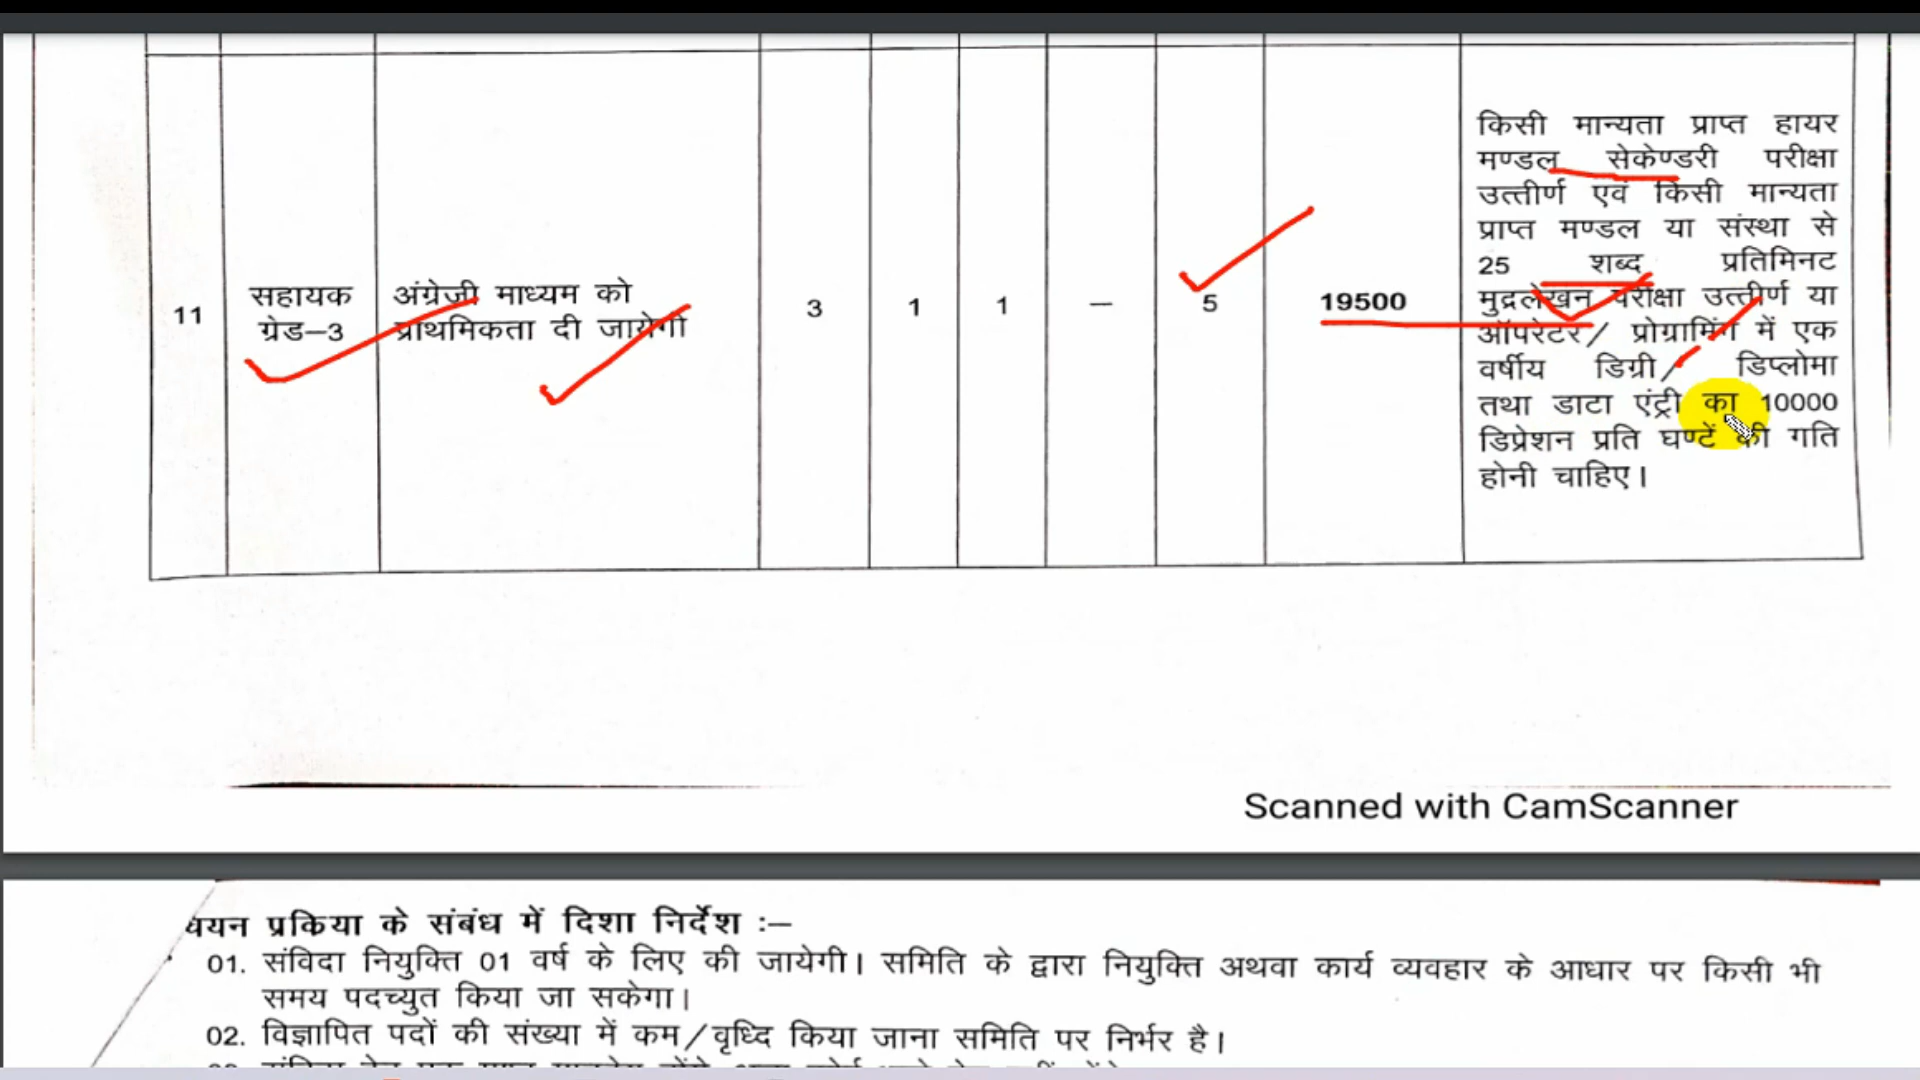 11
सहायक
ग्रेड–3
अंग्रेजी माध्यम को
प्राथमिकता दी जायेगी
3
1
1
–
5
19500
किसी मान्यता प्राप्त हायर
मण्डल सेकेण्डरी परीक्षा
उत्तीर्ण एवं किसी मान्यता
प्राप्त मण्डल या संस्था से
25 शब्द प्रतिमिनट
मुद्रलेखन परीक्षा उत्तीर्ण या
ऑपरेटर/ प्रोग्रामिंग में एक
वर्षीय डिग्री/ डिप्लोमा
तथा डाटा एंट्री का 10000
डिप्रेशन प्रति घण्टें की गति
होनी चाहिए।
Scanned with CamScanner
चयन प्रकिया के संबंध में दिशा निर्देश :–
01. संविदा नियुक्ति 01 वर्ष के लिए की जायेगी। समिति के द्वारा नियुक्ति अथवा कार्य व्यवहार के आधार पर किसी भी
समय पदच्युत किया जा सकेगा।
02. विज्ञापित पदों की संख्या में कम/वृध्दि किया जाना समिति पर निर्भर है।